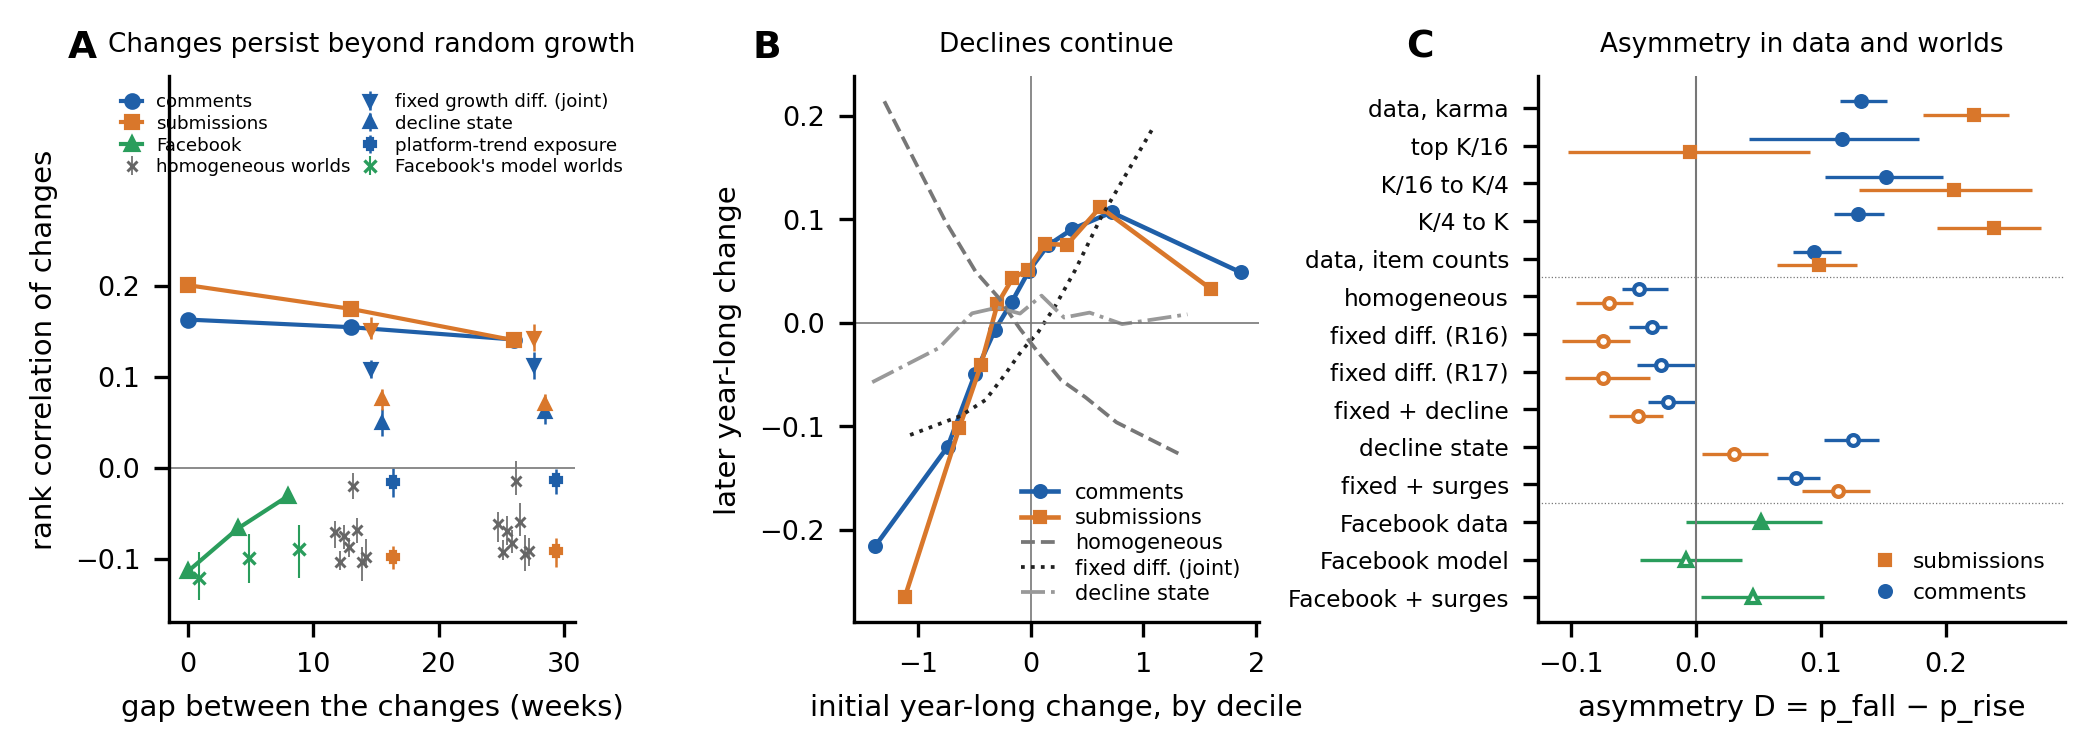 A Changes persist beyond random growth
comments
submissions
Facebook
homogeneous worlds
fixed growth diff. (joint)
decline state
platform-trend exposure
Facebook's model worlds
rank correlation of changes
0.2
0.1
0.0
−0.1
0 10 20 30
gap between the changes (weeks)
B Declines continue
later year-long change
0.2
0.1
0.0
−0.1
−0.2
comments
submissions
homogeneous
fixed diff. (joint)
decline state
−1 0 1 2
initial year-long change, by decile
C Asymmetry in data and worlds
data, karma
top K/16
K/16 to K/4
K/4 to K
data, item counts
homogeneous
fixed diff. (R16)
fixed diff. (R17)
fixed + decline
decline state
fixed + surges
Facebook data
Facebook model
Facebook + surges
submissions
comments
−0.1 0.0 0.1 0.2
asymmetry D = p_fall − p_rise